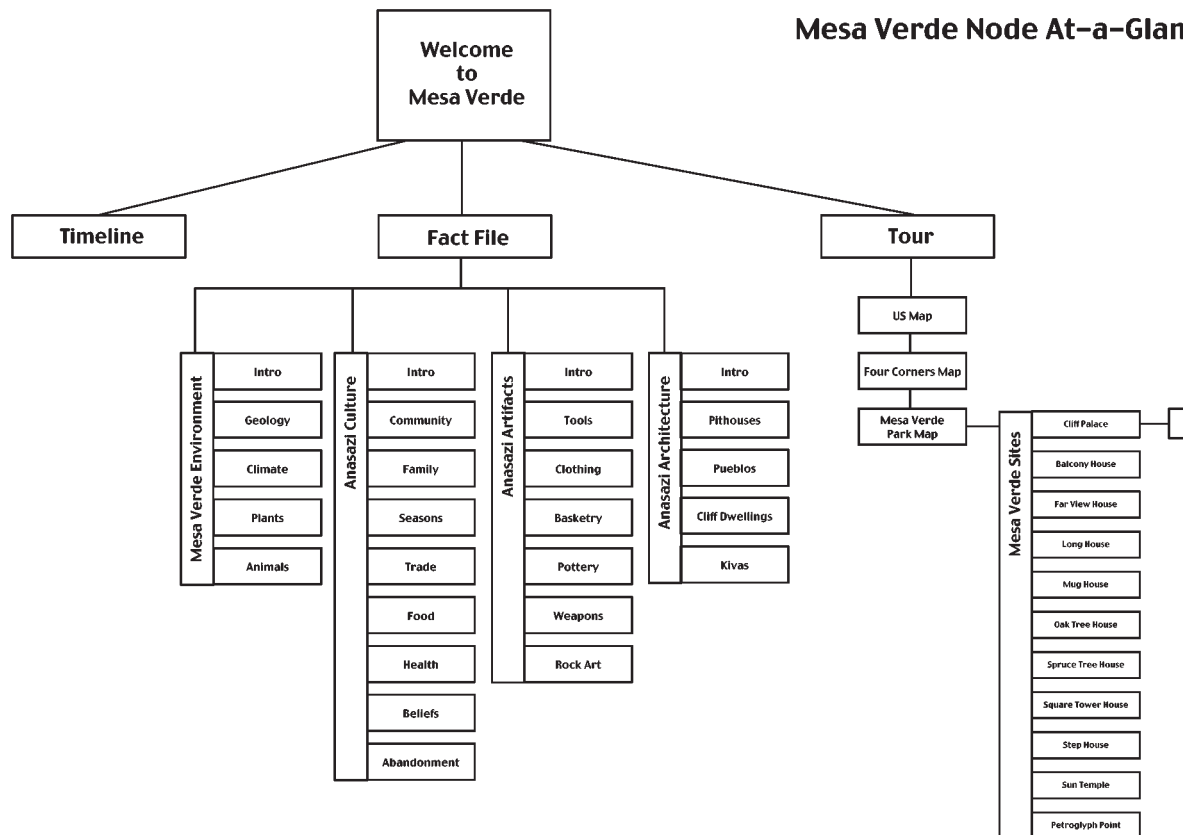 Mesa Verde Node At-a-Glan
Welcome
to
Mesa Verde
Timeline
Fact File
Tour
US Map
Four Corners Map
Mesa Verde
Park Map
Mesa Verde Environment
Intro
Geology
Climate
Plants
Animals
Anasazi Culture
Intro
Community
Family
Seasons
Trade
Food
Health
Beliefs
Abandonment
Anasazi Artifacts
Intro
Tools
Clothing
Basketry
Pottery
Weapons
Rock Art
Anasazi Architecture
Intro
Pithouses
Pueblos
Cliff Dwellings
Kivas
Mesa Verde Sites
Cliff Palace
Balcony House
Far View House
Long House
Mug House
Oak Tree House
Spruce Tree House
Square Tower House
Step House
Sun Temple
Petroglyph Point